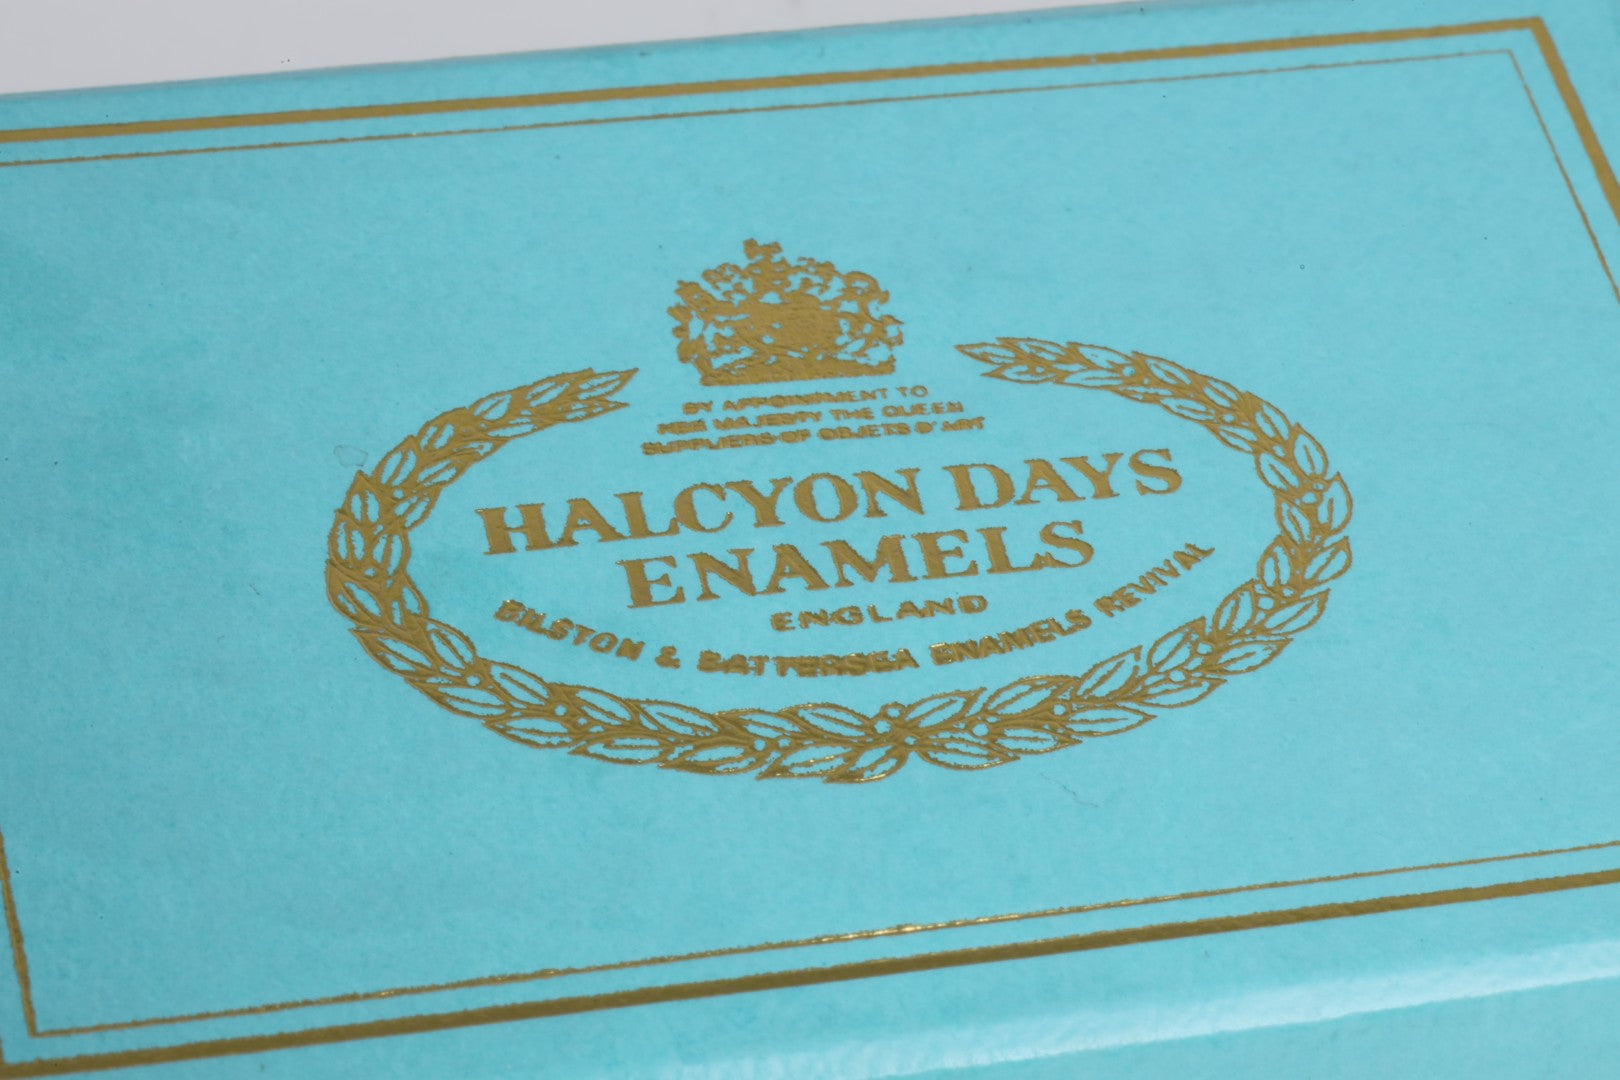 BY APPOINTMENT TO
HER MAJESTY THE QUEEN
SUPPLIERS OF OBJETS D'ART
HALCYON DAYS
ENAMELS
ENGLAND
BILSTON & BATTERSEA ENAMELS REVIVAL